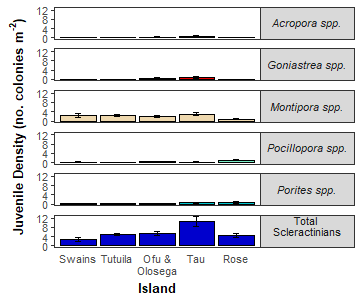 Juvenile Density (no. colonies m⁻²)
12
8
4
0
Acropora spp.
12
8
4
0
Goniastrea spp.
12
8
4
0
Montipora spp.
12
8
4
0
Pocillopora spp.
12
8
4
0
Porites spp.
12
8
4
0
Total
Scleractinians
Swains Tutuila Ofu & Tau Rose
Olosega
Island